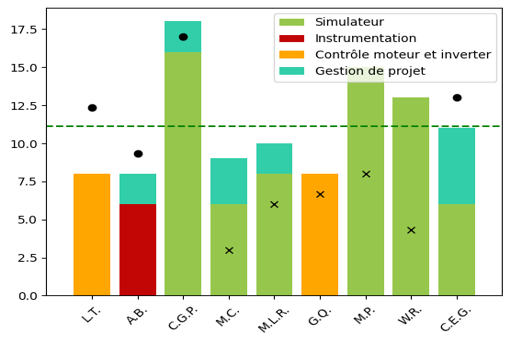 Simulateur
Instrumentation
Contrôle moteur et inverter
Gestion de projet
17.5
15.0
12.5
10.0
7.5
5.0
2.5
0.0
L.T.
A.B.
C.G.P.
M.C.
M.L.R.
G.Q.
M.P.
W.R.
C.E.G.